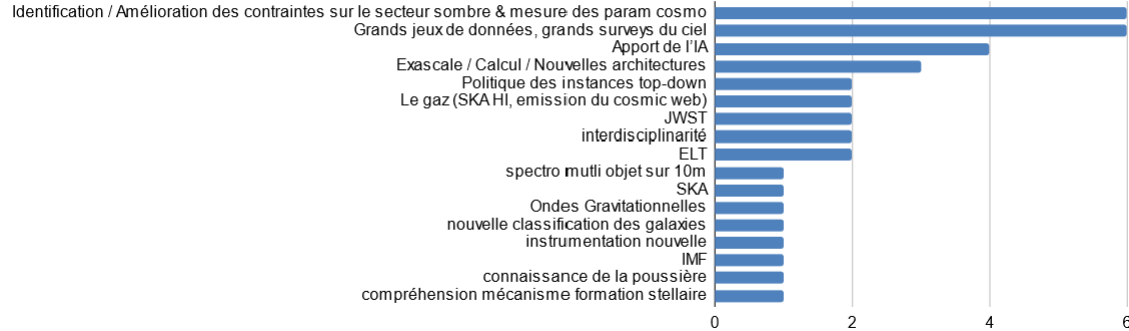 Identification / Amélioration des contraintes sur le secteur sombre & mesure des param cosmo
Grands jeux de données, grands surveys du ciel
Apport de l'IA
Exascale / Calcul / Nouvelles architectures
Politique des instances top-down
Le gaz (SKA HI, emission du cosmic web)
JWST
interdisciplinarité
ELT
spectro mutli objet sur 10m
SKA
Ondes Gravitationnelles
nouvelle classification des galaxies
instrumentation nouvelle
IMF
connaissance de la poussière
compréhension mécanisme formation stellaire
0 2 4 6